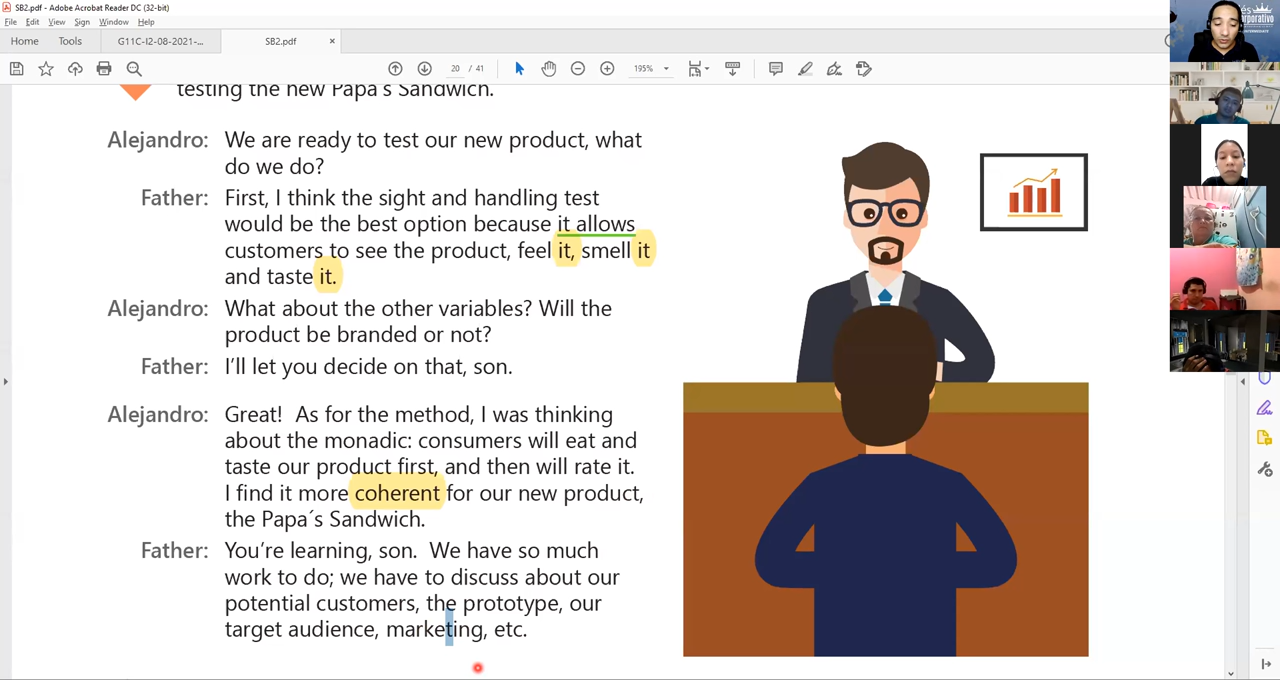 SB2.pdf - Adobe Acrobat Reader DC (32-bit)
File Edit View Sign Window Help
Home Tools G11C-I2-08-2021-... SB2.pdf ×
20 / 41 195%
testing the new Papa´s Sandwich.
Alejandro: We are ready to test our new product, what
do we do?
Father: First, I think the sight and handling test
would be the best option because it allows
customers to see the product, feel it, smell it
and taste it.
Alejandro: What about the other variables? Will the
product be branded or not?
Father: I'll let you decide on that, son.
Alejandro: Great! As for the method, I was thinking
about the monadic: consumers will eat and
taste our product first, and then will rate it.
I find it more coherent for our new product,
the Papa´s Sandwich.
Father: You're learning, son. We have so much
work to do; we have to discuss about our
potential customers, the prototype, our
target audience, marketing, etc.